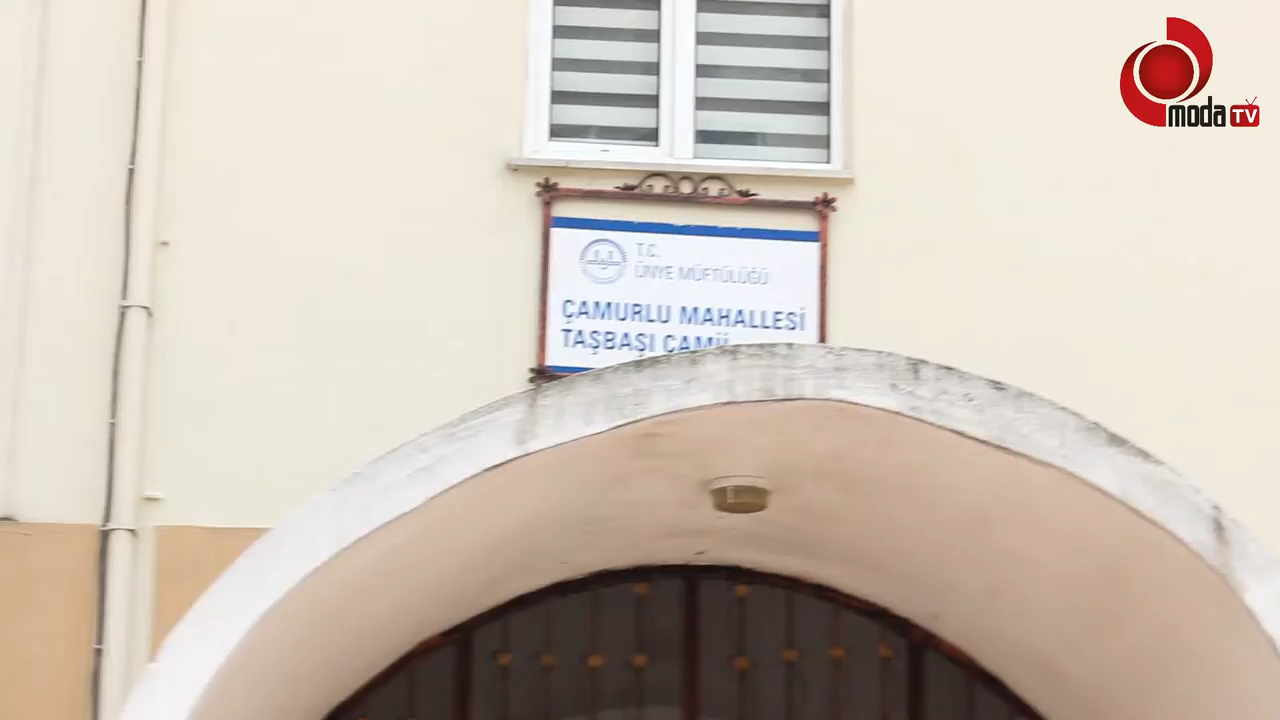 moda TV
T.C.
ÜNYE MÜFTÜLÜĞÜ
ÇAMURLU MAHALLESİ
TAŞBAŞI CAMİİ